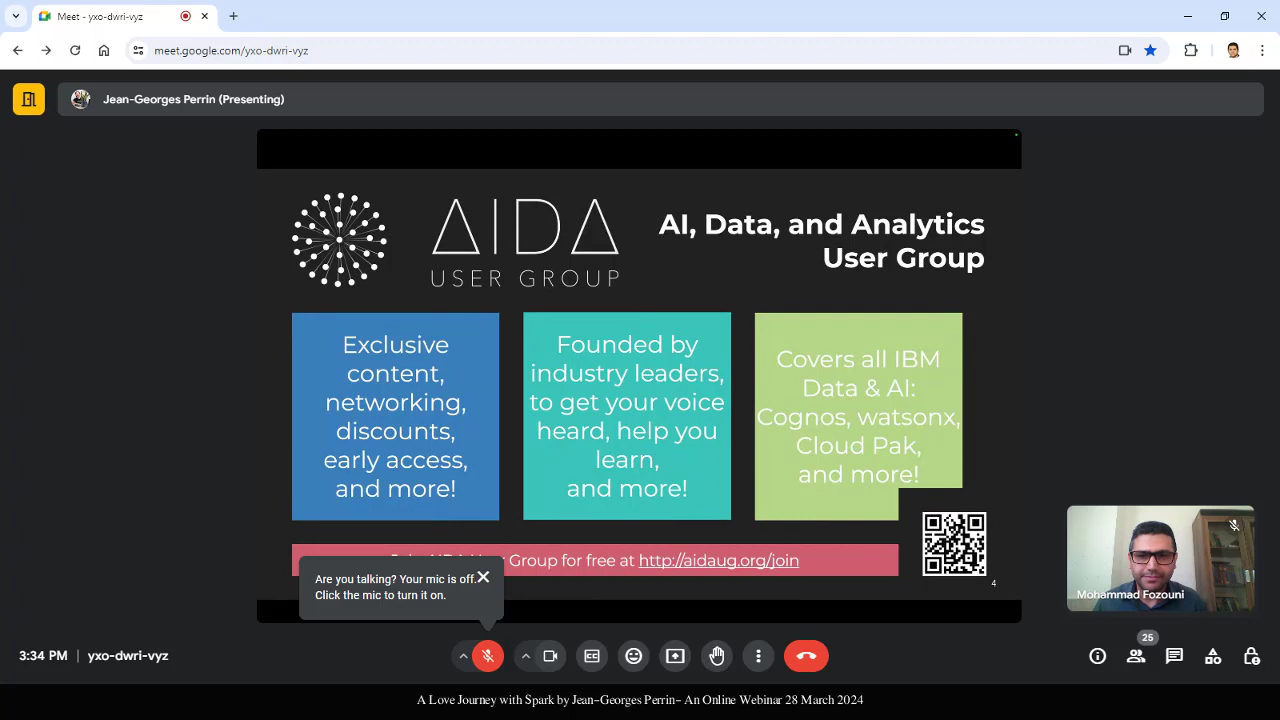 Meet - yxo-dwri-vyz
meet.google.com/yxo-dwri-vyz
Jean-Georges Perrin (Presenting)
AIDA
USER GROUP
AI, Data, and Analytics
User Group
Exclusive
content,
networking,
discounts,
early access,
and more!
Founded by
industry leaders,
to get your voice
heard, help you
learn,
and more!
Covers all IBM
Data & AI:
Cognos, watsonx,
Cloud Pak,
and more!
Group for free at http://aidaug.org/join
4
Are you talking? Your mic is off.
Click the mic to turn it on.
Mohammad Fozouni
3:34 PM | yxo-dwri-vyz
25
A Love Journey with Spark by Jean-Georges Perrin- An Online Webinar 28 March 2024